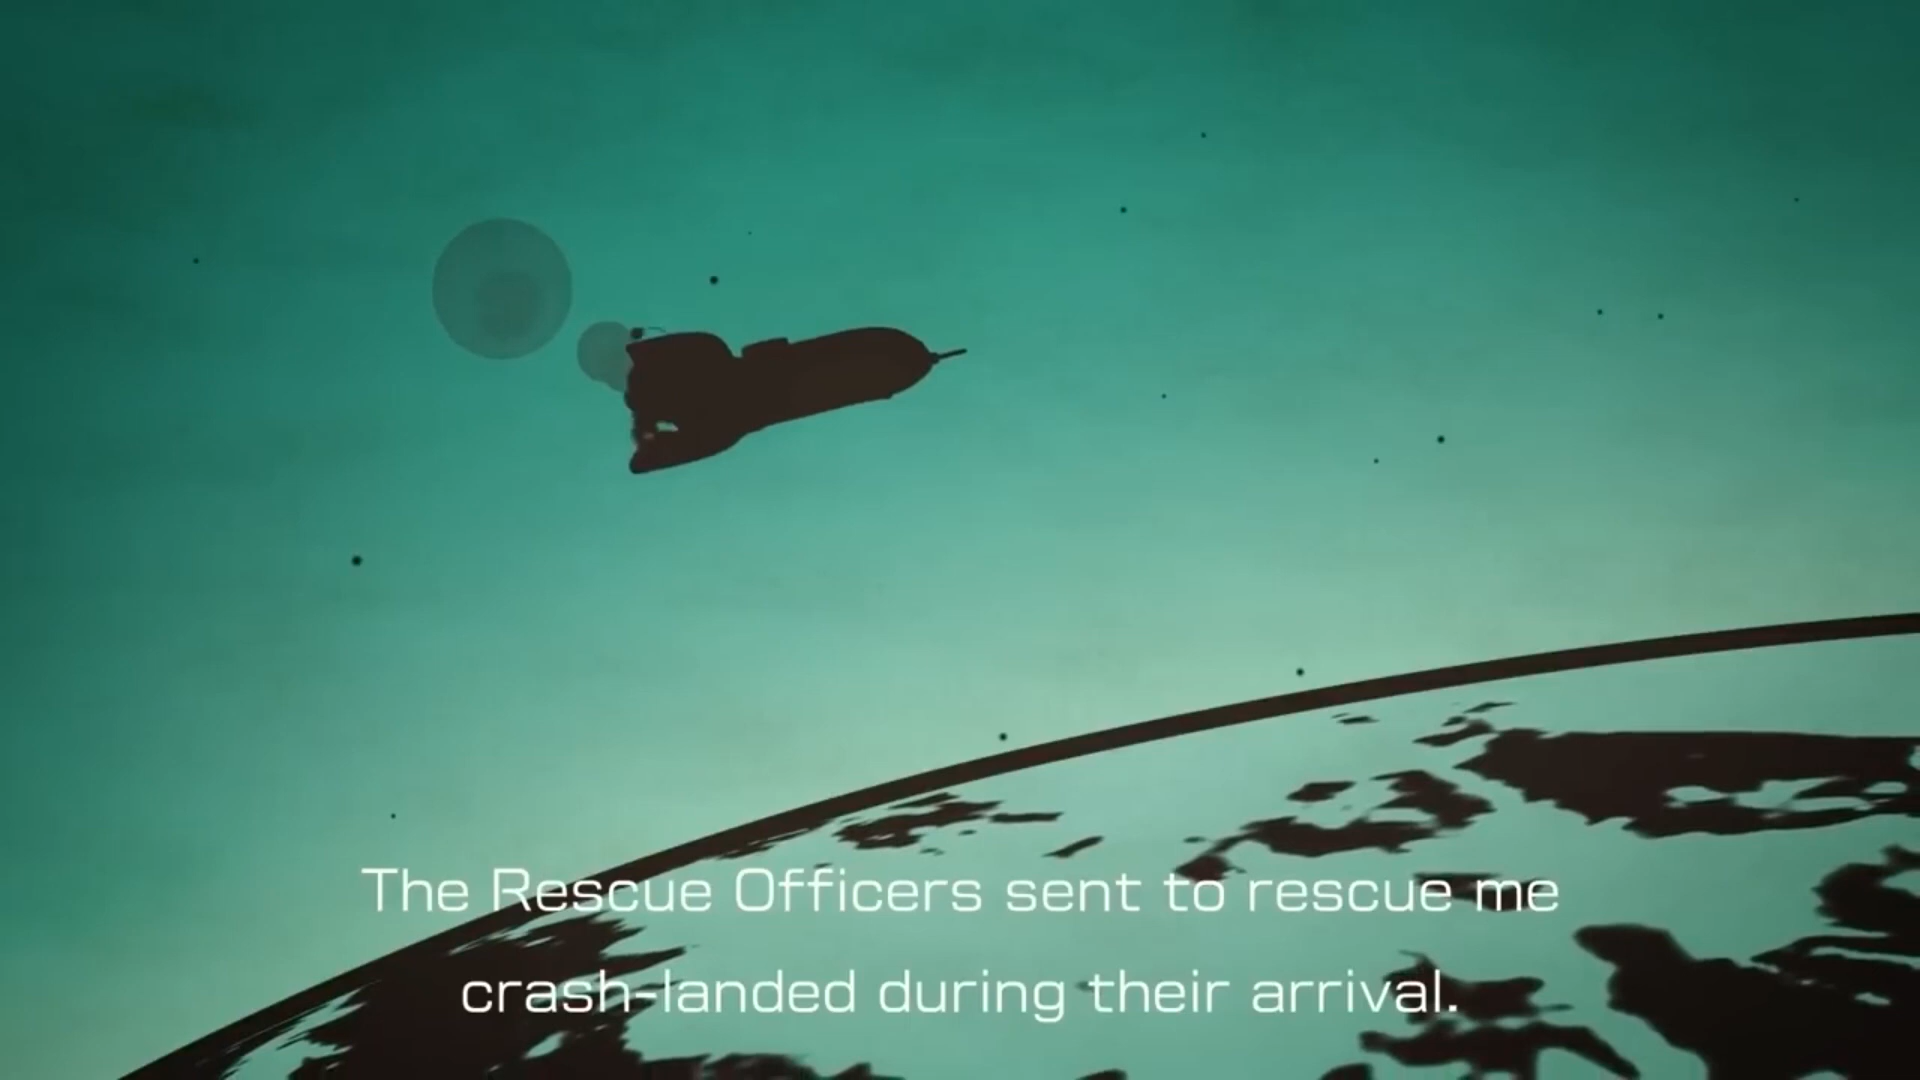 The Rescue Officers sent to rescue me
crash-landed during their arrival.